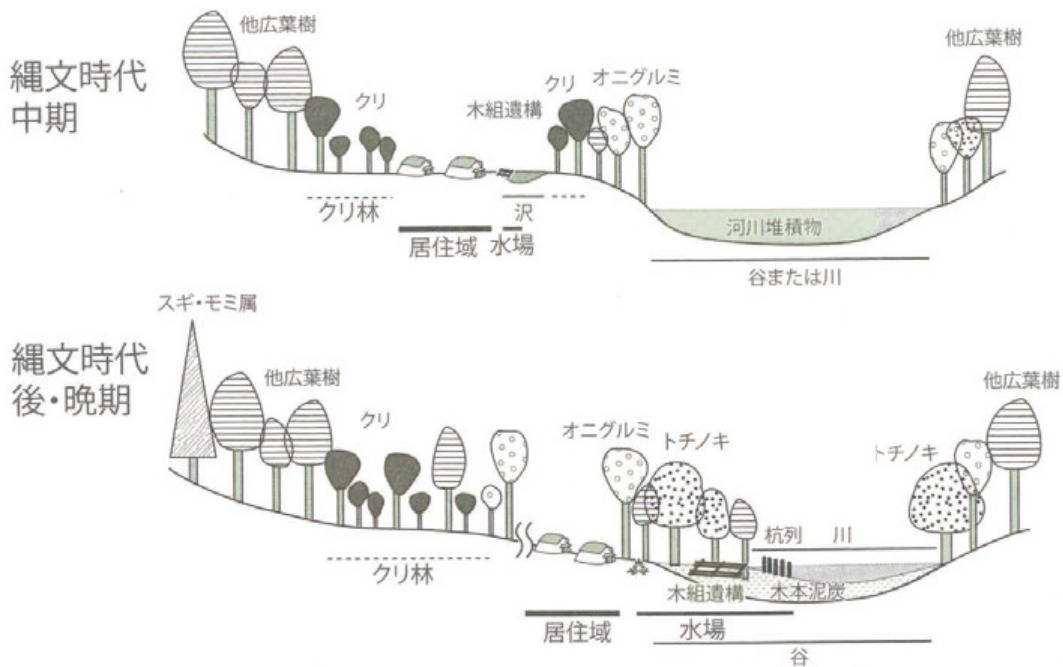 縄文時代
中期
他広葉樹
クリ
木組遺構
クリ
オニグルミ
他広葉樹
クリ林
沢
居住域
水場
河川堆積物
谷または川
縄文時代
後・晩期
スギ・モミ属
他広葉樹
クリ
オニグルミ
トチノキ
トチノキ
他広葉樹
杭列
川
クリ林
木組遺構
木本泥炭
居住域
水場
谷